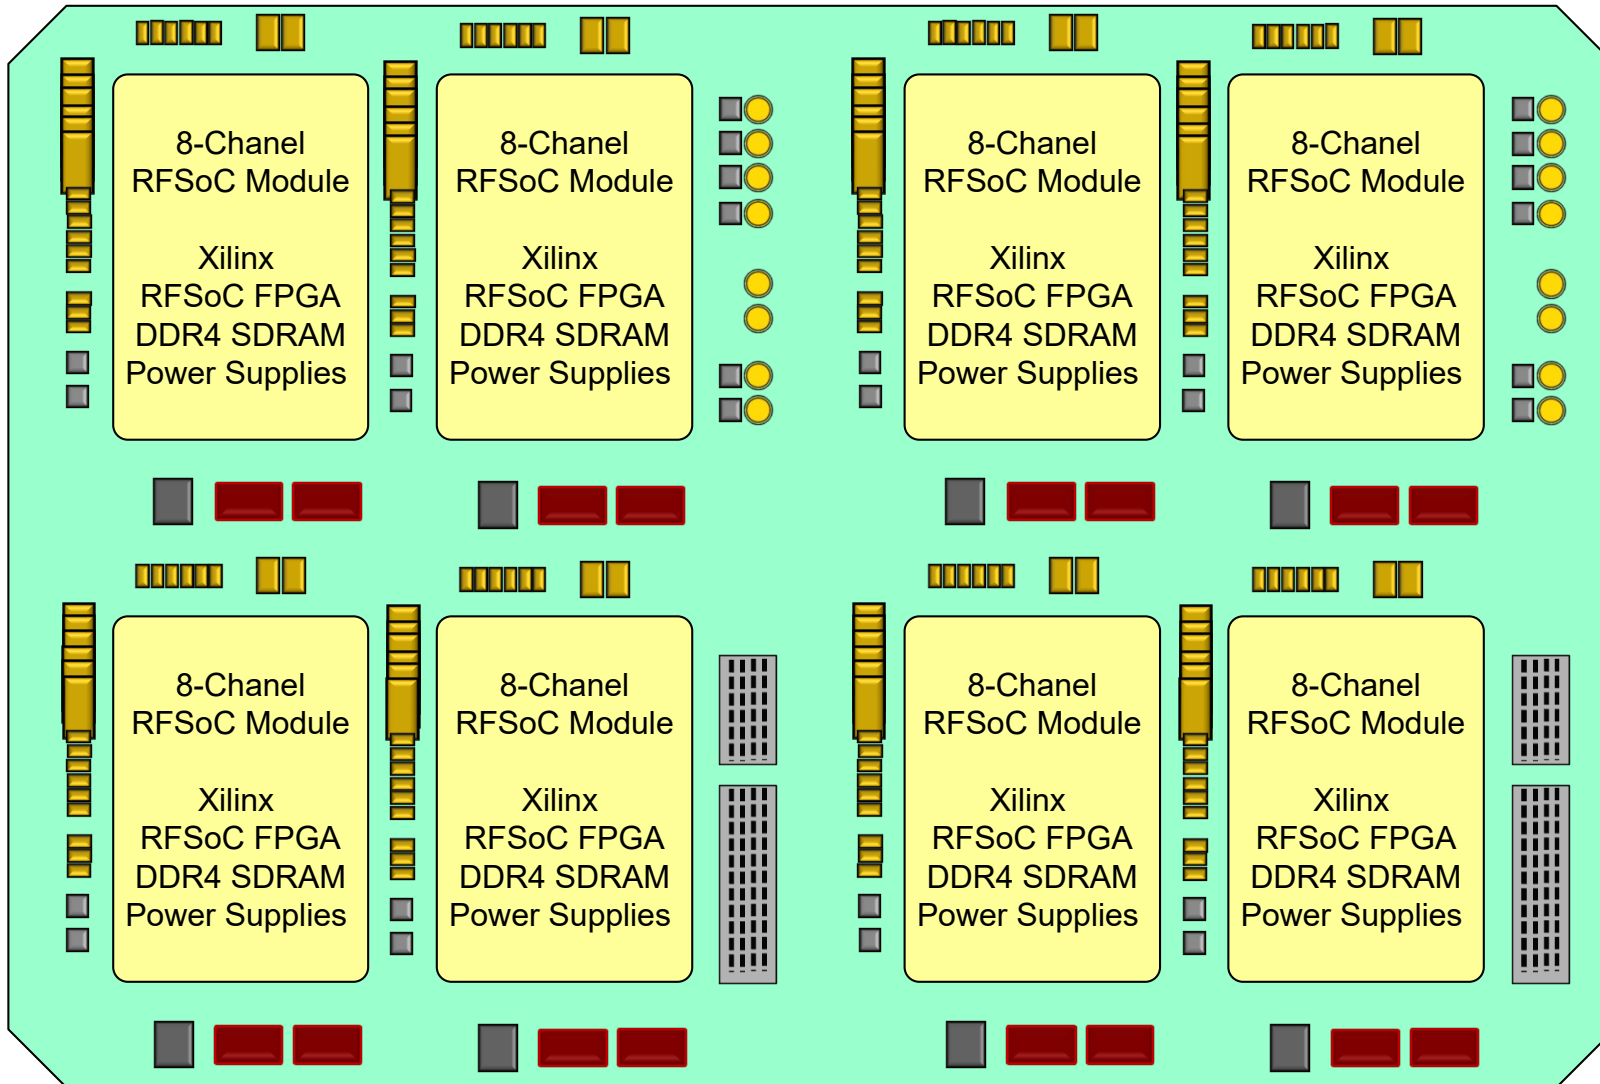 8-Chanel
RFSoC Module
Xilinx
RFSoC FPGA
DDR4 SDRAM
Power Supplies
8-Chanel
RFSoC Module
Xilinx
RFSoC FPGA
DDR4 SDRAM
Power Supplies
8-Chanel
RFSoC Module
Xilinx
RFSoC FPGA
DDR4 SDRAM
Power Supplies
8-Chanel
RFSoC Module
Xilinx
RFSoC FPGA
DDR4 SDRAM
Power Supplies
8-Chanel
RFSoC Module
Xilinx
RFSoC FPGA
DDR4 SDRAM
Power Supplies
8-Chanel
RFSoC Module
Xilinx
RFSoC FPGA
DDR4 SDRAM
Power Supplies
8-Chanel
RFSoC Module
Xilinx
RFSoC FPGA
DDR4 SDRAM
Power Supplies
8-Chanel
RFSoC Module
Xilinx
RFSoC FPGA
DDR4 SDRAM
Power Supplies